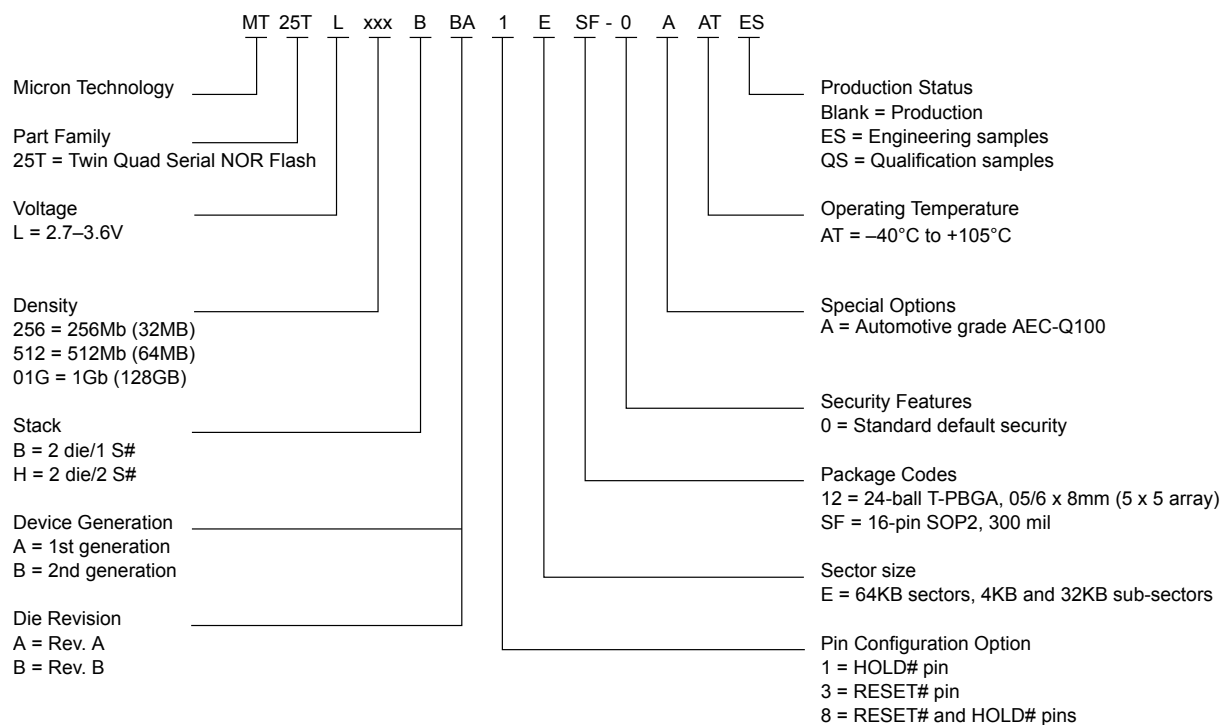 MT 25T L xxx B BA 1 E SF - 0 A AT ES
Micron Technology
Part Family
25T = Twin Quad Serial NOR Flash
Voltage
L = 2.7–3.6V
Density
256 = 256Mb (32MB)
512 = 512Mb (64MB)
01G = 1Gb (128GB)
Stack
B = 2 die/1 S#
H = 2 die/2 S#
Device Generation
A = 1st generation
B = 2nd generation
Die Revision
A = Rev. A
B = Rev. B
Production Status
Blank = Production
ES = Engineering samples
QS = Qualification samples
Operating Temperature
AT = –40°C to +105°C
Special Options
A = Automotive grade AEC-Q100
Security Features
0 = Standard default security
Package Codes
12 = 24-ball T-PBGA, 05/6 x 8mm (5 x 5 array)
SF = 16-pin SOP2, 300 mil
Sector size
E = 64KB sectors, 4KB and 32KB sub-sectors
Pin Configuration Option
1 = HOLD# pin
3 = RESET# pin
8 = RESET# and HOLD# pins